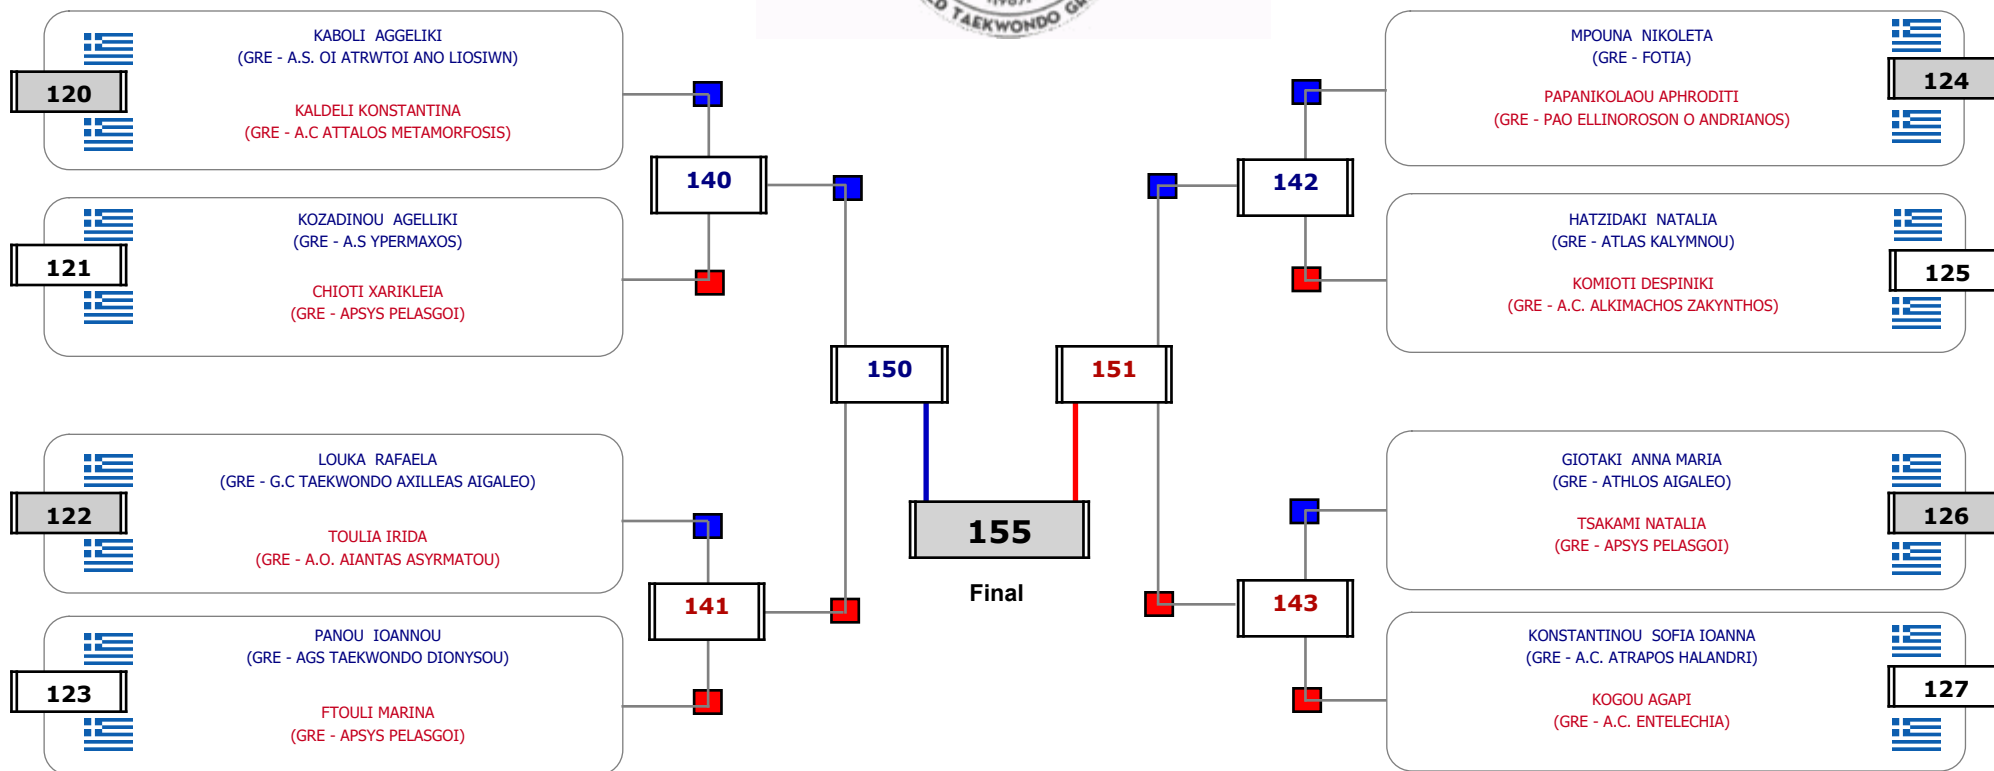 TAEKWONDO
KABOLI  AGGELIKI
(GRE - A.S. OI ATRWTOI ANO LIOSIWN)
120
KALDELI KONSTANTINA
(GRE - A.C ATTALOS METAMORFOSIS)
KOZADINOU  AGELLIKI
(GRE - A.S YPERMAXOS)
121
CHIOTI XARIKLEIA
(GRE - APSYS PELASGOI)
140
LOUKA  RAFAELA
(GRE - G.C TAEKWONDO AXILLEAS AIGALEO)
122
TOULIA IRIDA
(GRE - A.O. AIANTAS ASYRMATOU)
PANOU  IOANNOU
(GRE - AGS TAEKWONDO DIONYSOU)
123
FTOULI MARINA
(GRE - APSYS PELASGOI)
141
150
155
Final
151
MPOUNA  NIKOLETA
(GRE - FOTIA)
124
PAPANIKOLAOU APHRODITI
(GRE - PAO ELLINOROSON O ANDRIANOS)
142
HATZIDAKI  NATALIA
(GRE - ATLAS KALYMNOU)
125
KOMIOTI DESPINIKI
(GRE - A.C. ALKIMACHOS ZAKYNTHOS)
GIOTAKI  ANNA MARIA
(GRE - ATHLOS AIGALEO)
126
TSAKAMI NATALIA
(GRE - APSYS PELASGOI)
143
KONSTANTINOU  SOFIA IOANNA
(GRE - A.C. ATRAPOS HALANDRI)
127
KOGOU AGAPI
(GRE - A.C. ENTELECHIA)